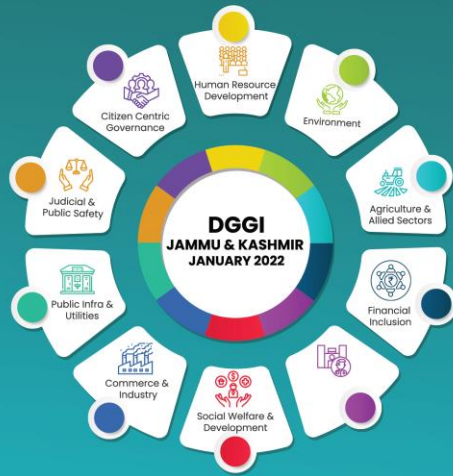 Human Resource
Development
Environment
Agriculture &
Allied Sectors
Financial
Inclusion
Social Welfare &
Development
Commerce &
Industry
Public Infra &
Utilities
Judicial &
Public Safety
Citizen Centric
Governance
DGGI
JAMMU & KASHMIR
JANUARY 2022